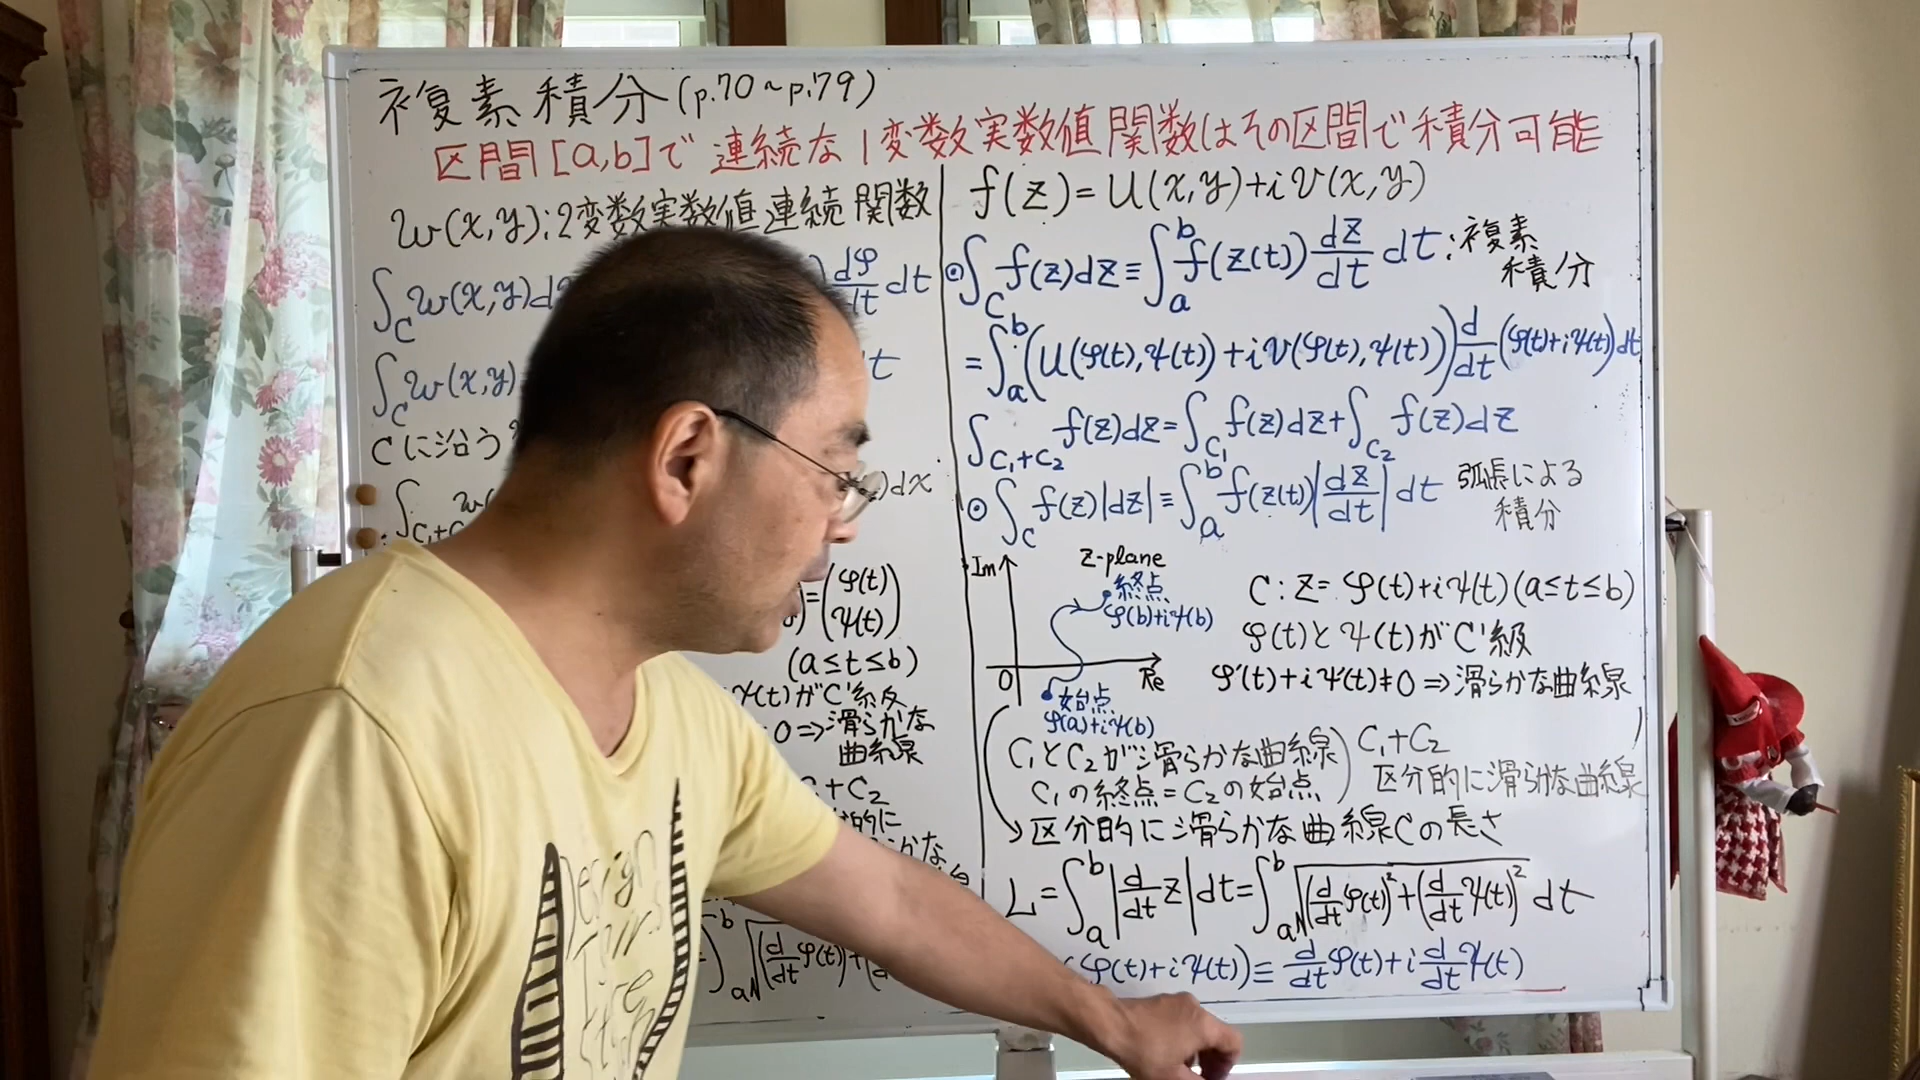 複素積分(p.70~p.79)
区間[a,b]で連続な1変数実数値関数はその区間で積分可能
w(x,y):2変数実数値連続関数
∫_C w(x,y)d
dφ/dt dt
∫_C w(x,y)
t
Cに沿う
∫_{C₁+C
dx
=(φ(t) ψ(t))
(a≤t≤b)
ψ(t)がC¹級
0⇒滑らかな
曲線
+C₂
的に
∫_a^b √((d/dt φ(t))²+(
f(z)=u(x,y)+iv(x,y)
⊙∫_C f(z)dz≡∫_a^b f(z(t)) dz/dt dt:複素積分
=∫_a^b (u(φ(t),ψ(t))+iv(φ(t),ψ(t))) d/dt (φ(t)+iψ(t))dt
∫_{C₁+C₂} f(z)dz=∫_{C₁} f(z)dz+∫_{C₂} f(z)dz
⊙∫_C f(z)|dz|≡∫_a^b f(z(t))|dz/dt|dt 弧長による積分
Im
z-plane
終点
φ(b)+iψ(b)
0
Re
始点
φ(a)+iψ(b)
C:z=φ(t)+iψ(t)(a≤t≤b)
φ(t)とψ(t)がC¹級
φ'(t)+iψ'(t)≠0⇒滑らかな曲線
C₁とC₂が滑らかな曲線
C₁の終点=C₂の始点
C₁+C₂
区分的に滑らかな曲線
区分的に滑らかな曲線Cの長さ
L=∫_a^b |d/dt z|dt=∫_a^b √((d/dt φ(t))²+(d/dt ψ(t))²) dt
(φ(t)+iψ(t))≡d/dt φ(t)+i d/dt ψ(t)